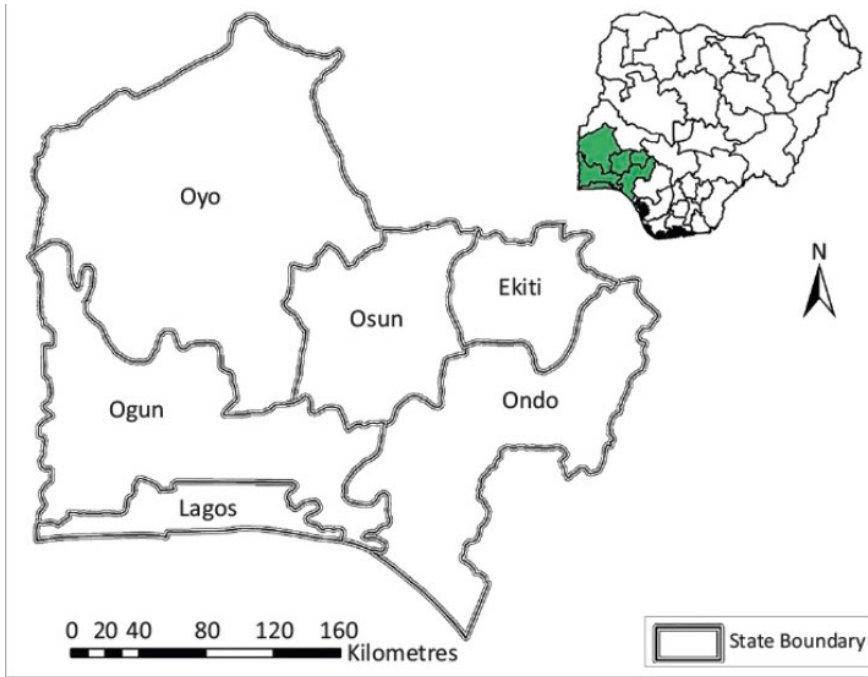 Oyo
N
Ekiti
Osun
Ogun
Ondo
Lagos
0 20 40 80 120 160
Kilometres
State Boundary